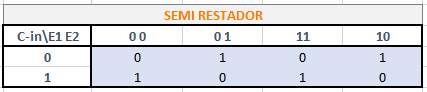 SEMI RESTADOR
C-in\E1 E2 0 0 0 1 11 10
0 0 1 0 1
1 1 0 1 0